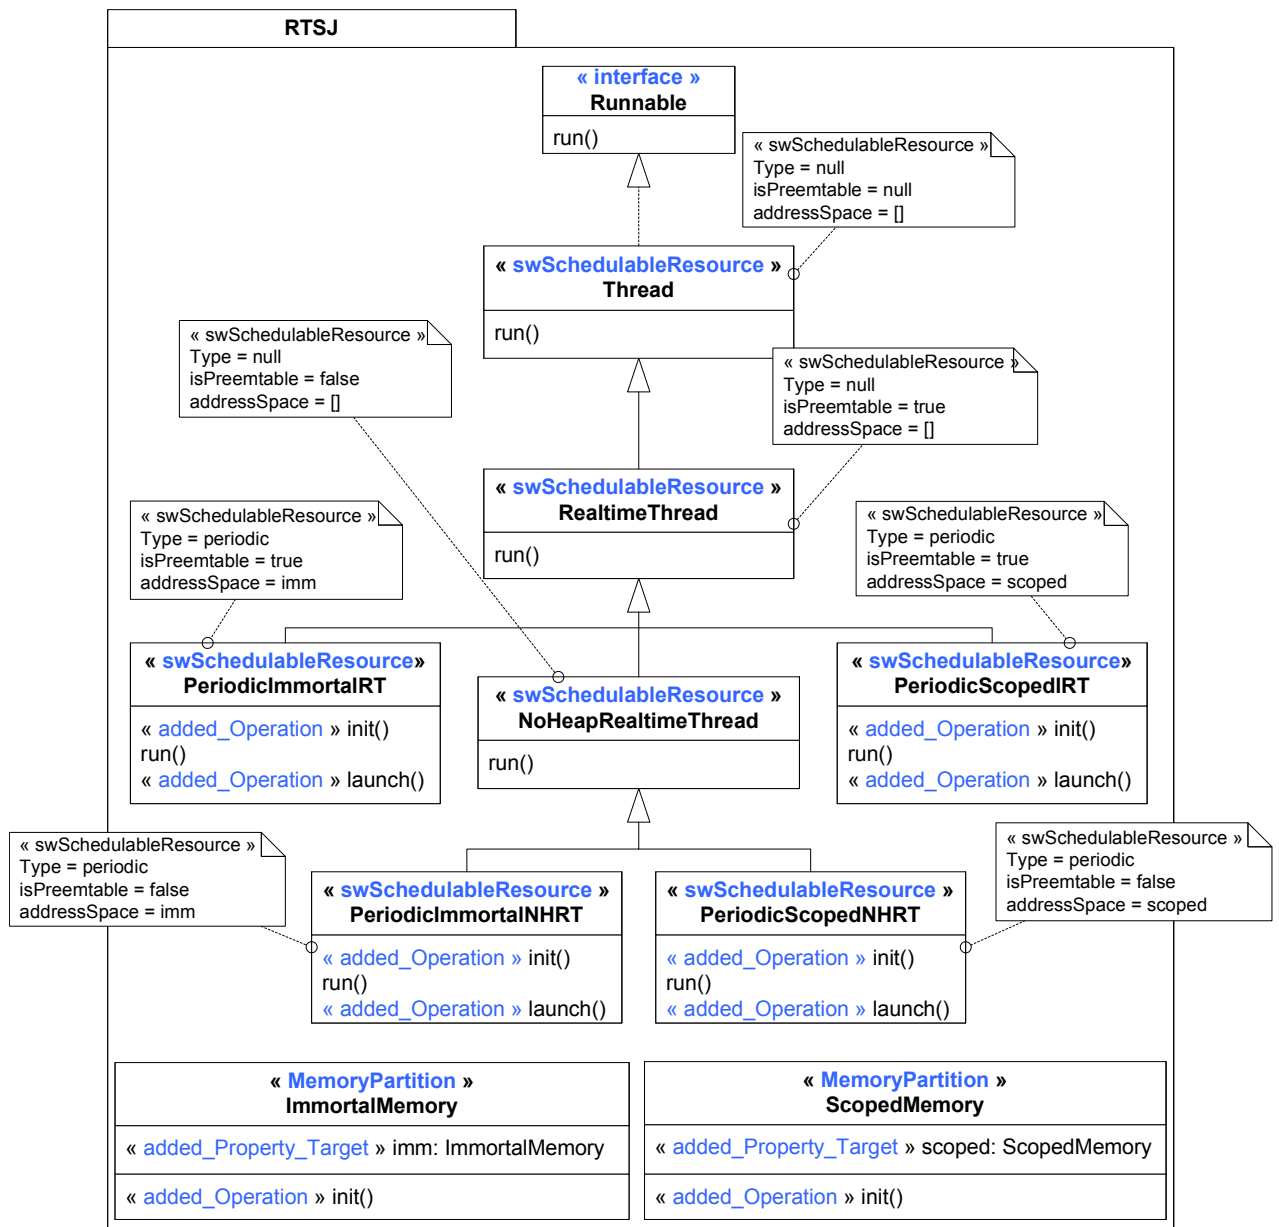 RTSJ
« interface »
Runnable
run()
« swSchedulableResource »
Type = null
isPreemtable = null
addressSpace = []
« swSchedulableResource »
Thread
run()
« swSchedulableResource »
Type = null
isPreemtable = false
addressSpace = []
« swSchedulableResource »
Type = null
isPreemtable = true
addressSpace = []
« swSchedulableResource »
RealtimeThread
run()
« swSchedulableResource »
Type = periodic
isPreemtable = true
addressSpace = imm
« swSchedulableResource »
Type = periodic
isPreemtable = true
addressSpace = scoped
« swSchedulableResource»
PeriodicImmortalRT
« added_Operation » init()
run()
« added_Operation » launch()
« swSchedulableResource »
NoHeapRealtimeThread
run()
« swSchedulableResource»
PeriodicScopedIRT
« added_Operation » init()
run()
« added_Operation » launch()
« swSchedulableResource »
Type = periodic
isPreemtable = false
addressSpace = imm
« swSchedulableResource »
Type = periodic
isPreemtable = false
addressSpace = scoped
« swSchedulableResource »
PeriodicImmortalNHRT
« added_Operation » init()
run()
« added_Operation » launch()
« swSchedulableResource »
PeriodicScopedNHRT
« added_Operation » init()
run()
« added_Operation » launch()
« MemoryPartition »
ImmortalMemory
« added_Property_Target » imm: ImmortalMemory
« added_Operation » init()
« MemoryPartition »
ScopedMemory
« added_Property_Target » scoped: ScopedMemory
« added_Operation » init()